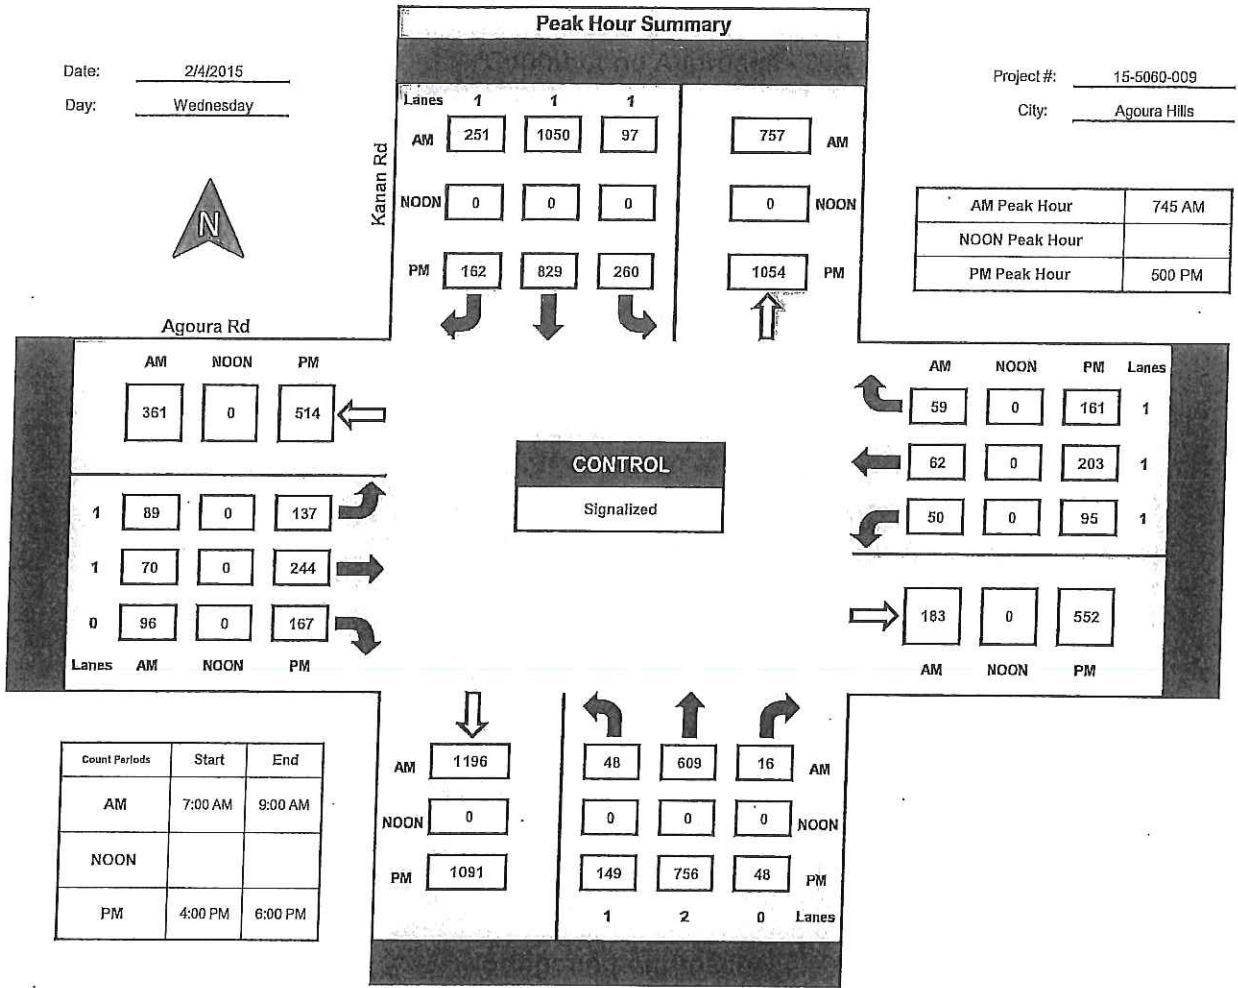 Peak Hour Summary
Date: 2/4/2015
Day: Wednesday
Project #: 15-5060-009
City: Agoura Hills
Kanan Rd
Lanes 1 1 1
AM 251 1050 97
NOON 0 0 0
PM 162 829 260
757 AM
0 NOON
1054 PM
N
AM Peak Hour 745 AM
NOON Peak Hour
PM Peak Hour 500 PM
Agoura Rd
AM NOON PM
361 0 514
1 89 0 137
1 70 0 244
0 96 0 167
Lanes AM NOON PM
CONTROL
Signalized
AM NOON PM Lanes
59 0 161 1
62 0 203 1
50 0 95 1
183 0 552
AM NOON PM
Count Periods Start End
AM 7:00 AM 9:00 AM
NOON
PM 4:00 PM 6:00 PM
AM 1196
NOON 0
PM 1091
48 609 16 AM
0 0 0 NOON
149 756 48 PM
1 2 0 Lanes